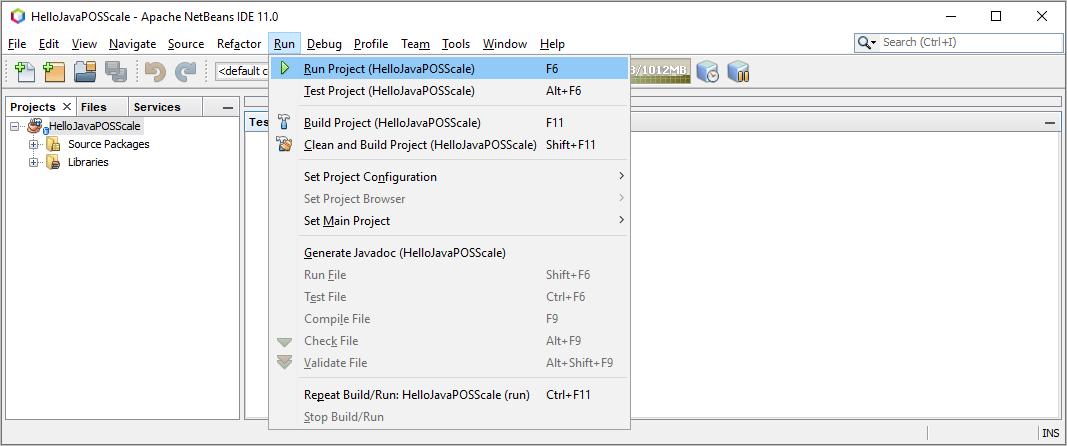 HelloJavaPOSScale - Apache NetBeans IDE 11.0
File Edit View Navigate Source Refactor Run Debug Profile Team Tools Window Help
Search (Ctrl+I)
<default c
/1012MB
Projects Files Services
HelloJavaPOSScale
Source Packages
Libraries
Run Project (HelloJavaPOSScale) F6
Test Project (HelloJavaPOSScale) Alt+F6
Build Project (HelloJavaPOSScale) F11
Clean and Build Project (HelloJavaPOSScale) Shift+F11
Set Project Configuration
Set Project Browser
Set Main Project
Generate Javadoc (HelloJavaPOSScale)
Run File Shift+F6
Test File Ctrl+F6
Compile File F9
Check File Alt+F9
Validate File Alt+Shift+F9
Repeat Build/Run: HelloJavaPOSScale (run) Ctrl+F11
Stop Build/Run
Tes
INS